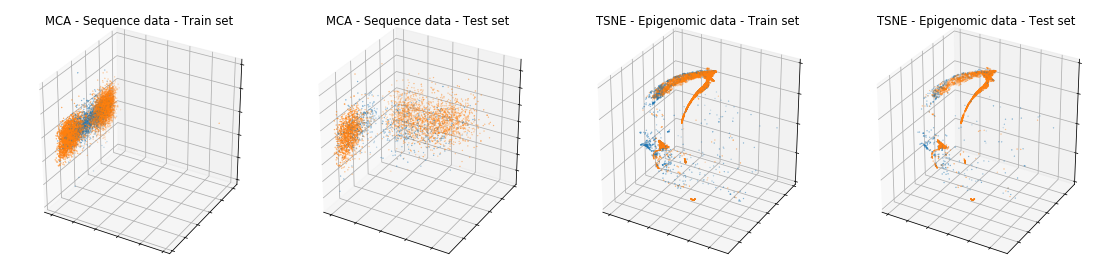 MCA - Sequence data - Train set
MCA - Sequence data - Test set
TSNE - Epigenomic data - Train set
TSNE - Epigenomic data - Test set